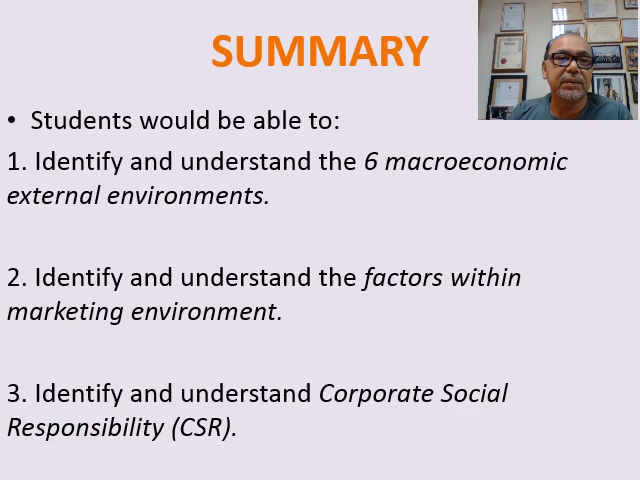 SUMMARY
• Students would be able to:
1. Identify and understand the 6 macroeconomic
external environments.
2. Identify and understand the factors within
marketing environment.
3. Identify and understand Corporate Social
Responsibility (CSR).